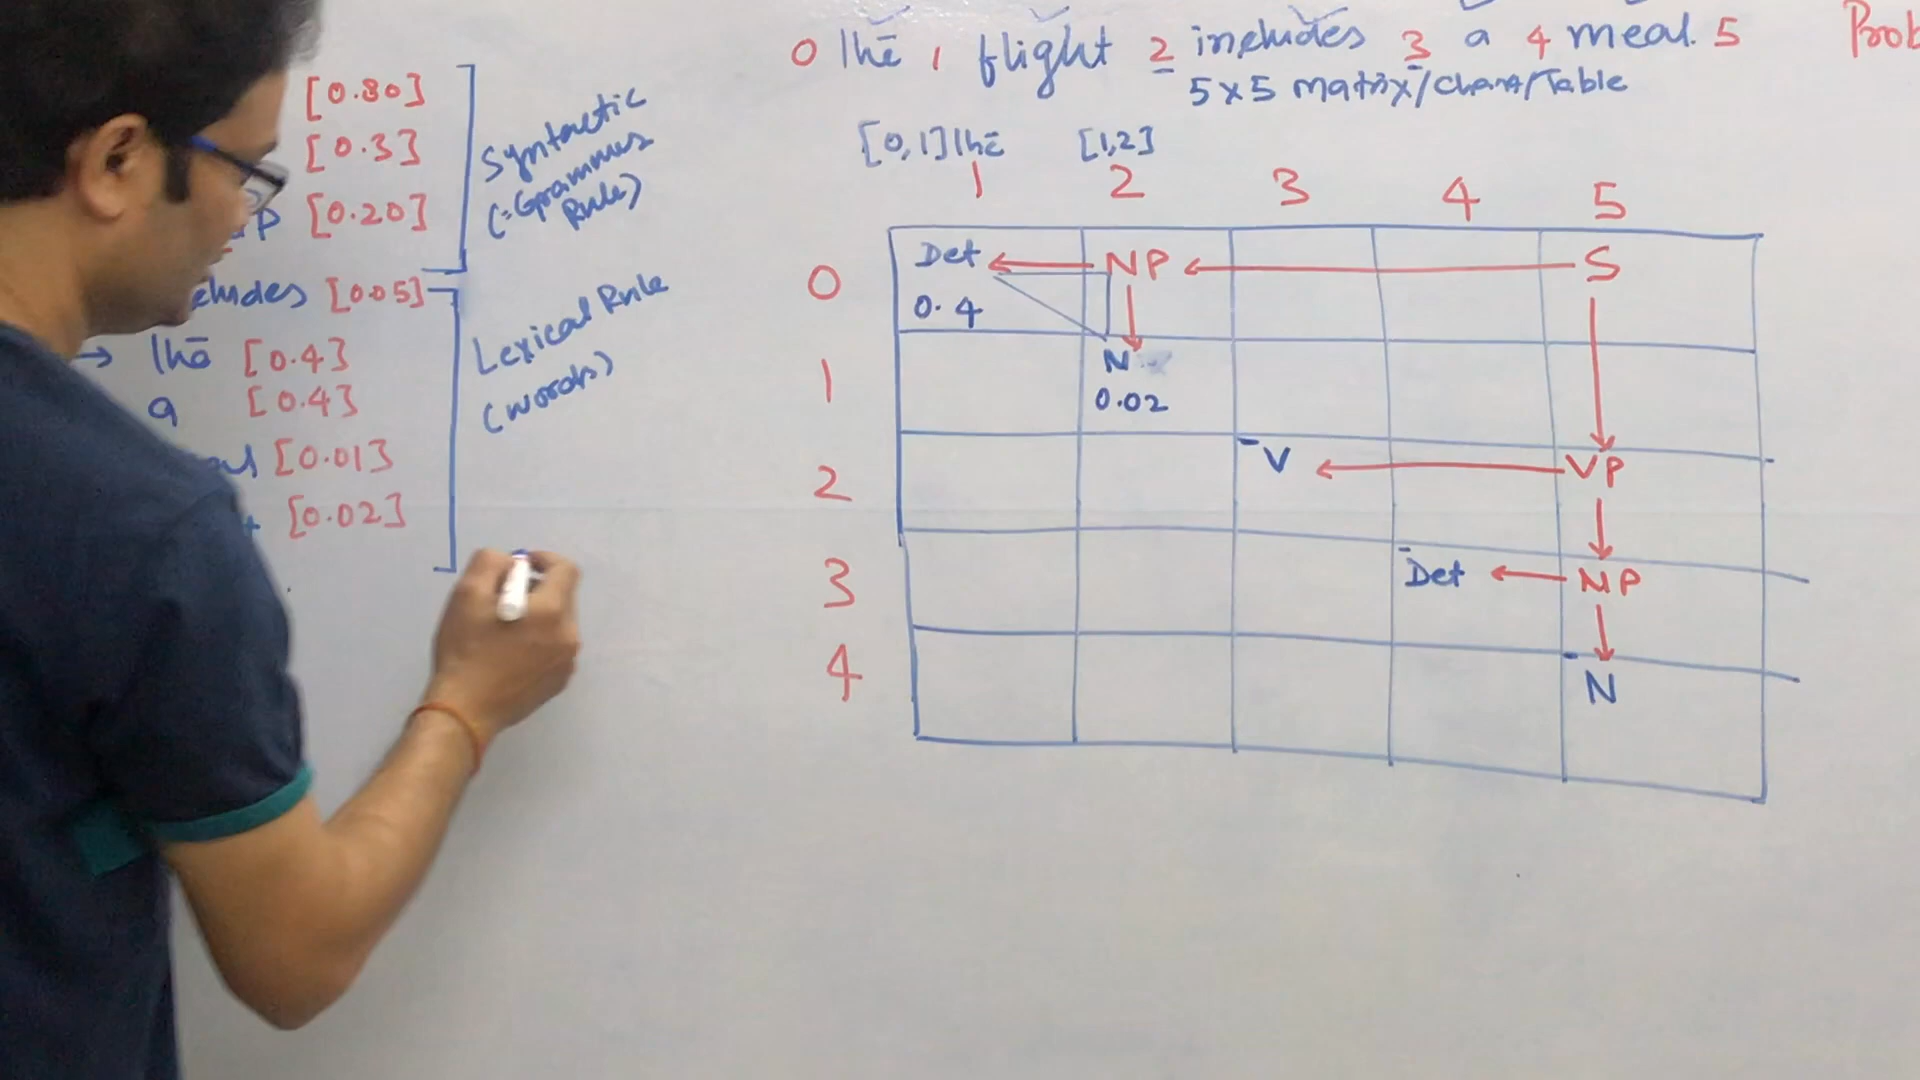 0 The 1 flight 2 includes 3 a 4 meal. 5
5x5 matrix/chart/Table
[0,1] The [1,2]
1 2 3 4 5
0 Det NP S
0.4
1 N
0.02
2 V VP
3 Det NP
4 N
[0.80]
[0.3]
P [0.20]
[0.05]
→ The [0.4]
a [0.4]
[0.01]
[0.02]
Syntactic
(=Grammar
Rule)
Lexical Rule
(words)